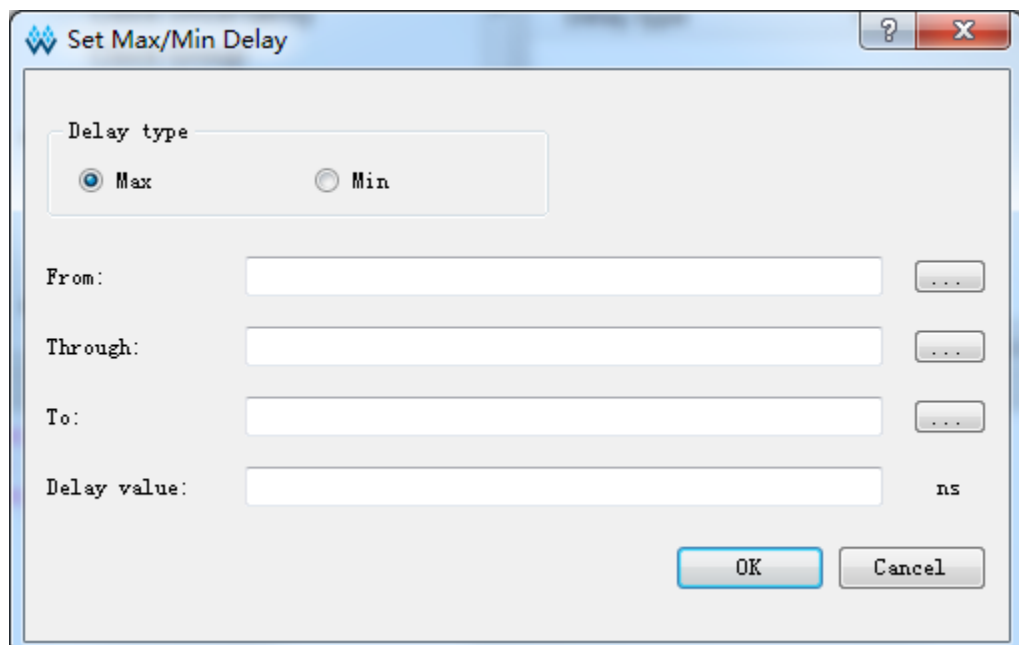 Set Max/Min Delay
?
Delay type
Max Min
From: ...
Through: ...
To: ...
Delay value: ns
OK Cancel